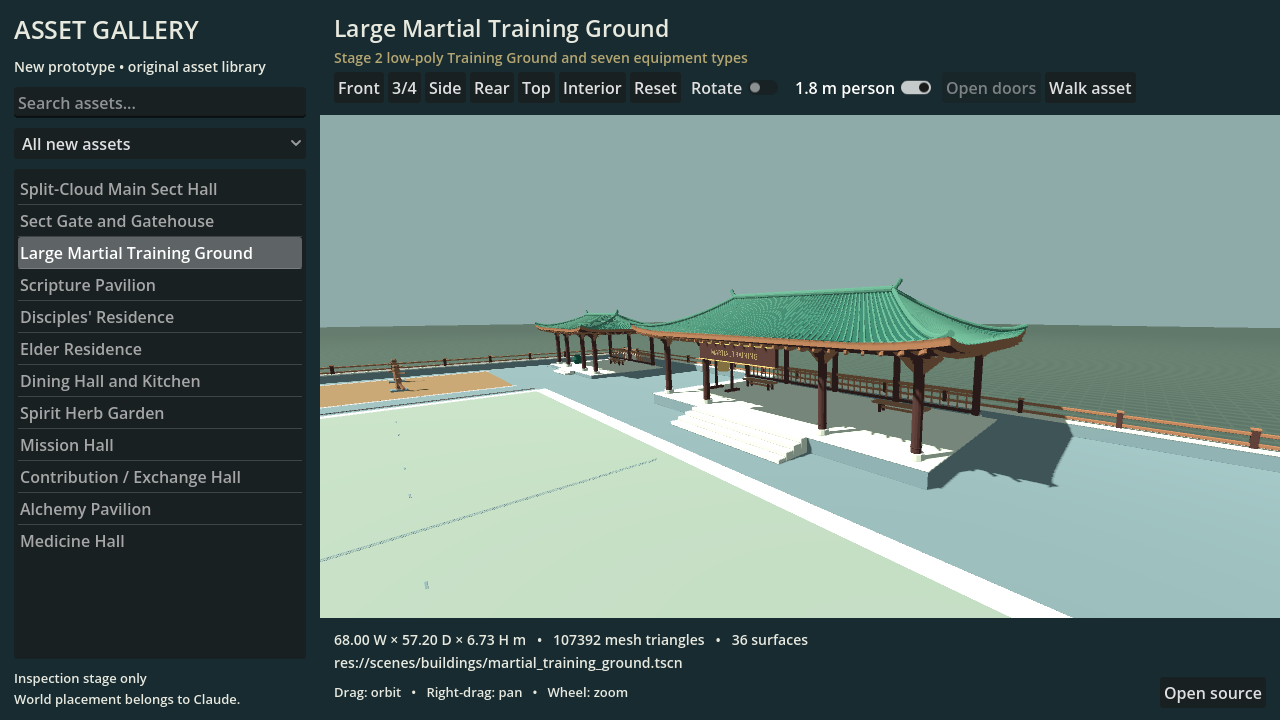 ASSET GALLERY
New prototype • original asset library
Search assets...
All new assets
Split-Cloud Main Sect Hall
Sect Gate and Gatehouse
Large Martial Training Ground
Scripture Pavilion
Disciples' Residence
Elder Residence
Dining Hall and Kitchen
Spirit Herb Garden
Mission Hall
Contribution / Exchange Hall
Alchemy Pavilion
Medicine Hall
Inspection stage only
World placement belongs to Claude.
Large Martial Training Ground
Stage 2 low-poly Training Ground and seven equipment types
Front 3/4 Side Rear Top Interior Reset Rotate 1.8 m person Open doors Walk asset
MARTIAL TRAINING
68.00 W × 57.20 D × 6.73 H m • 107392 mesh triangles • 36 surfaces
res://scenes/buildings/martial_training_ground.tscn
Drag: orbit • Right-drag: pan • Wheel: zoom
Open source